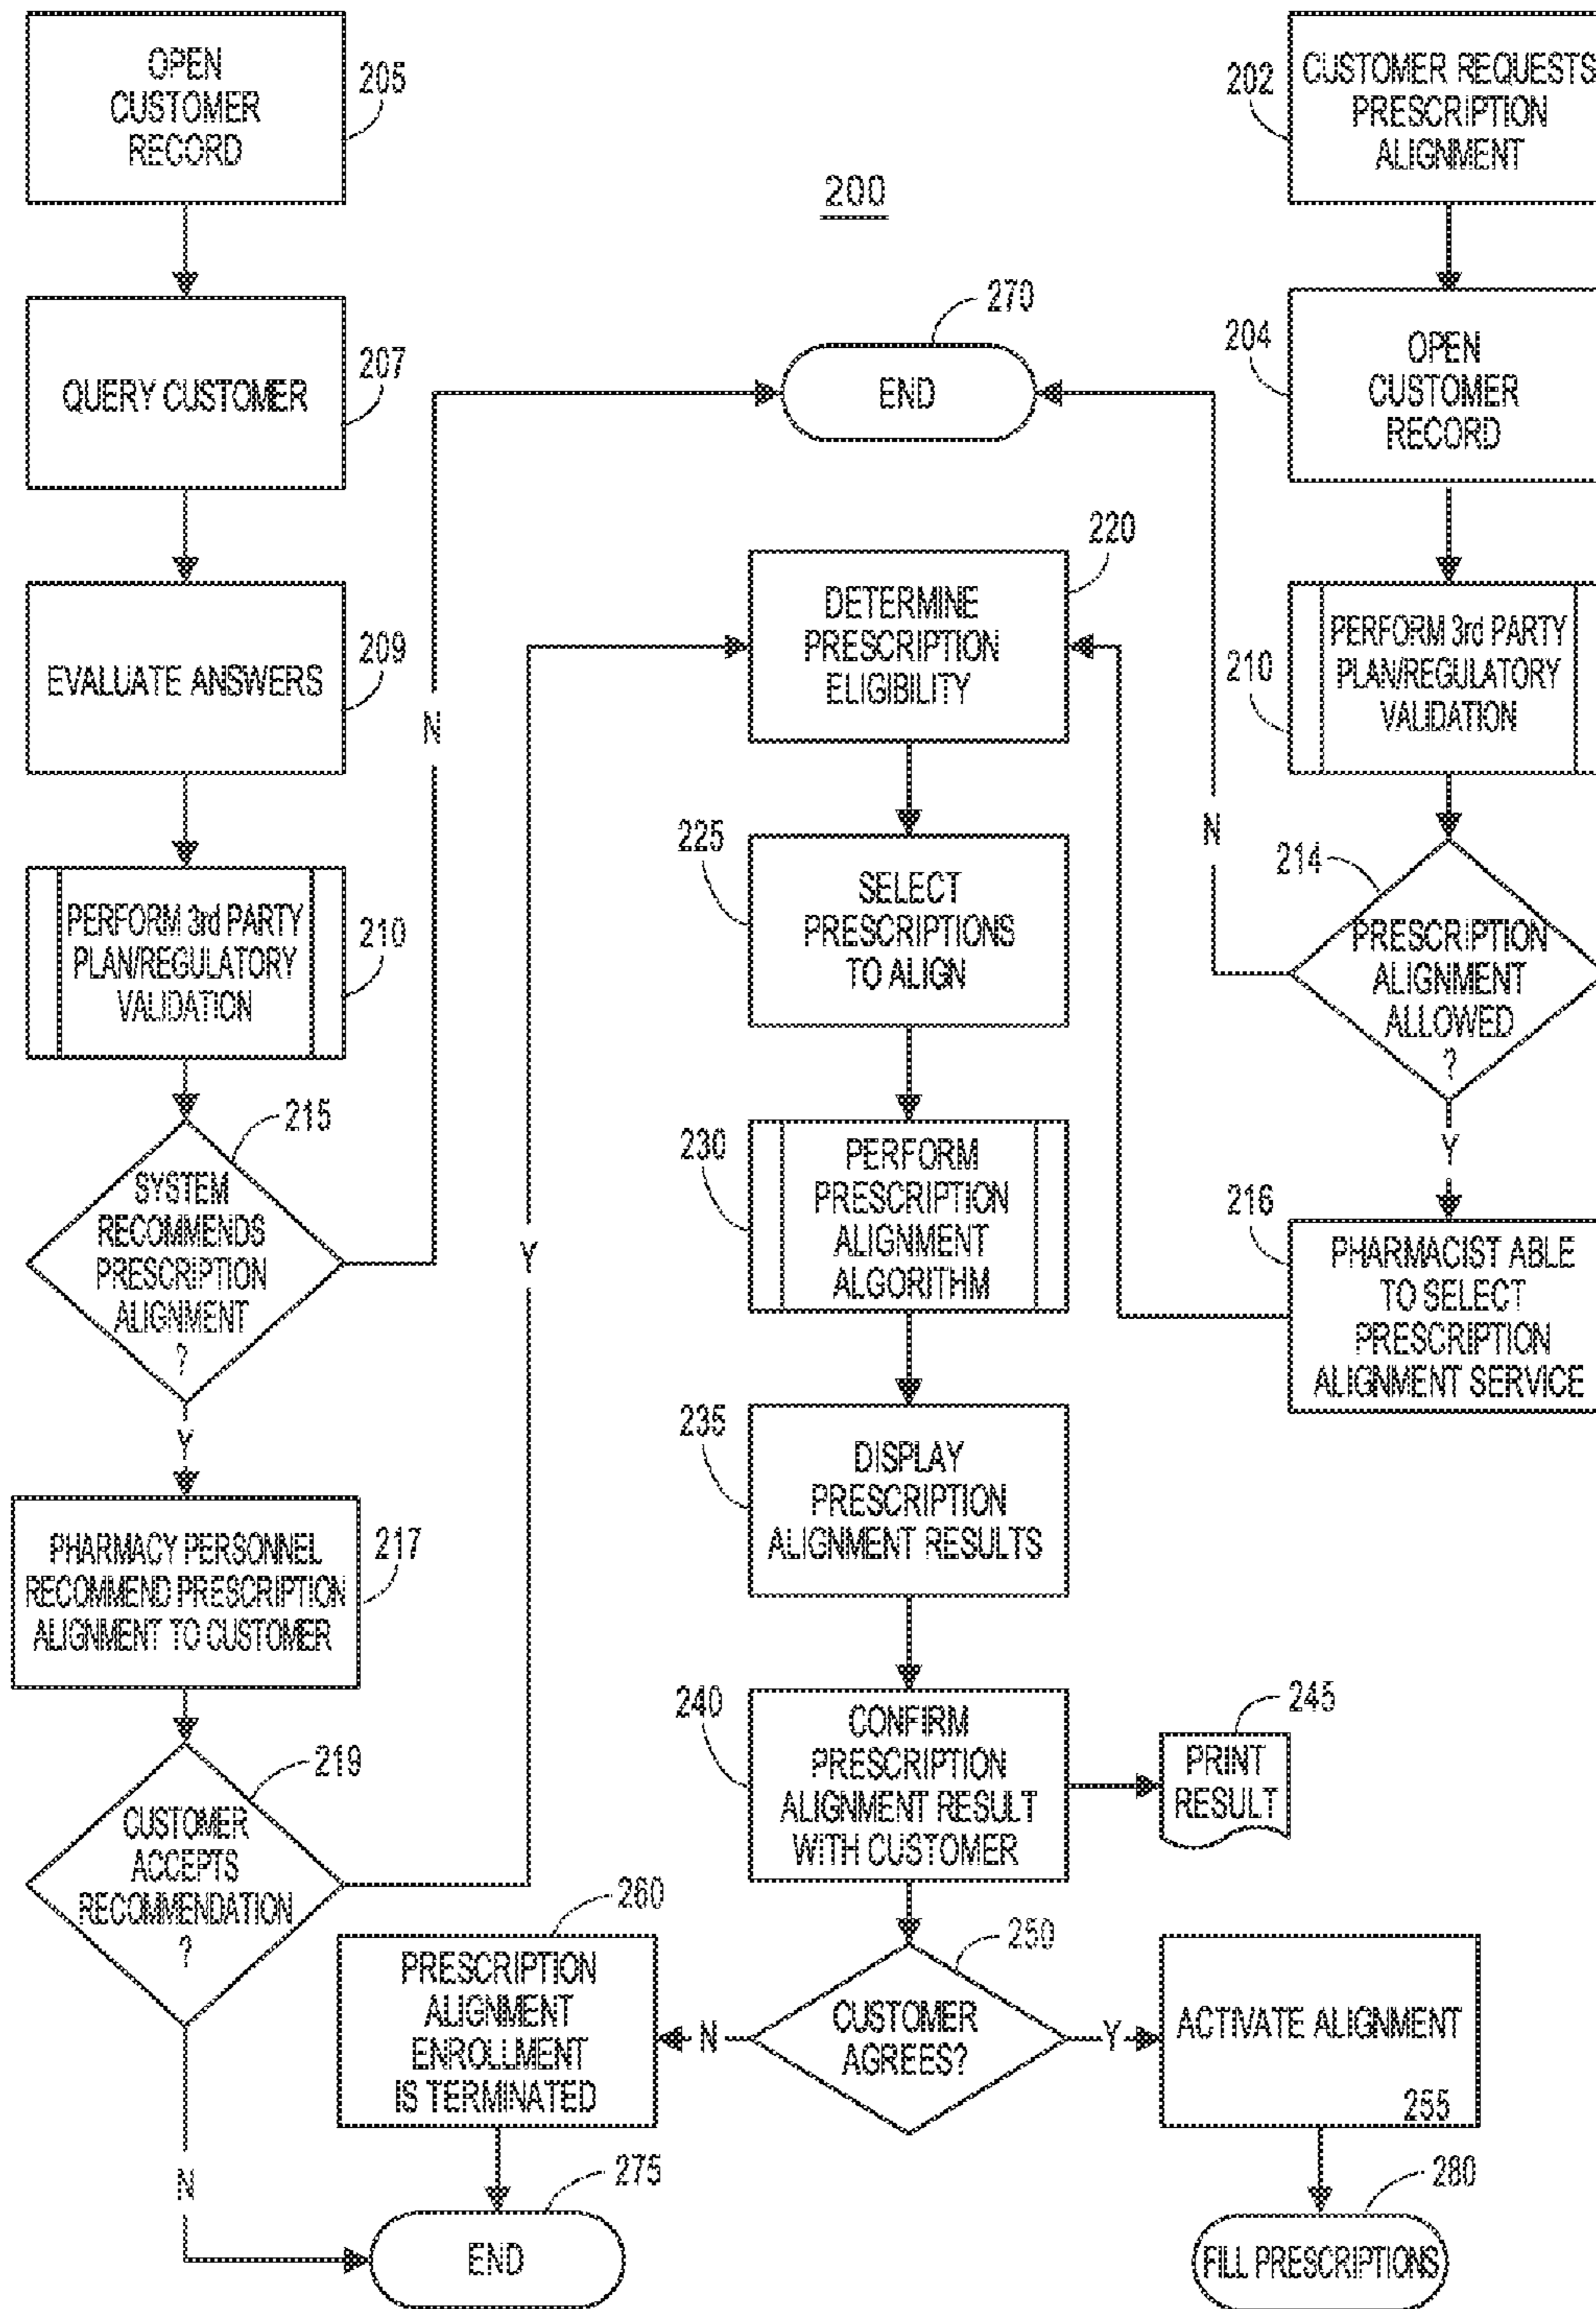 200
OPEN
CUSTOMER
RECORD
205
QUERY CUSTOMER
207
EVALUATE ANSWERS
209
PERFORM 3rd PARTY
PLAN/REGULATORY
VALIDATION
210
SYSTEM
RECOMMENDS
PRESCRIPTION
ALIGNMENT
?
215
N
Y
PHARMACY PERSONNEL
RECOMMEND PRESCRIPTION
ALIGNMENT TO CUSTOMER
217
CUSTOMER
ACCEPTS
RECOMMENDATION
?
219
Y
N
END
270
DETERMINE
PRESCRIPTION
ELIGIBILITY
220
225
SELECT
PRESCRIPTIONS
TO ALIGN
230
PERFORM
PRESCRIPTION
ALIGNMENT
ALGORITHM
235
DISPLAY
PRESCRIPTION
ALIGNMENT RESULTS
240
CONFIRM
PRESCRIPTION
ALIGNMENT RESULT
WITH CUSTOMER
245
PRINT
RESULT
250
CUSTOMER
AGREES?
N
Y
260
PRESCRIPTION
ALIGNMENT
ENROLLMENT
IS TERMINATED
275
END
ACTIVATE ALIGNMENT
255
280
FILL PRESCRIPTIONS
202
CUSTOMER REQUESTS
PRESCRIPTION
ALIGNMENT
204
OPEN
CUSTOMER
RECORD
210
PERFORM 3rd PARTY
PLAN/REGULATORY
VALIDATION
214
PRESCRIPTION
ALIGNMENT
ALLOWED
?
N
Y
216
PHARMACIST ABLE
TO SELECT
PRESCRIPTION
ALIGNMENT SERVICE